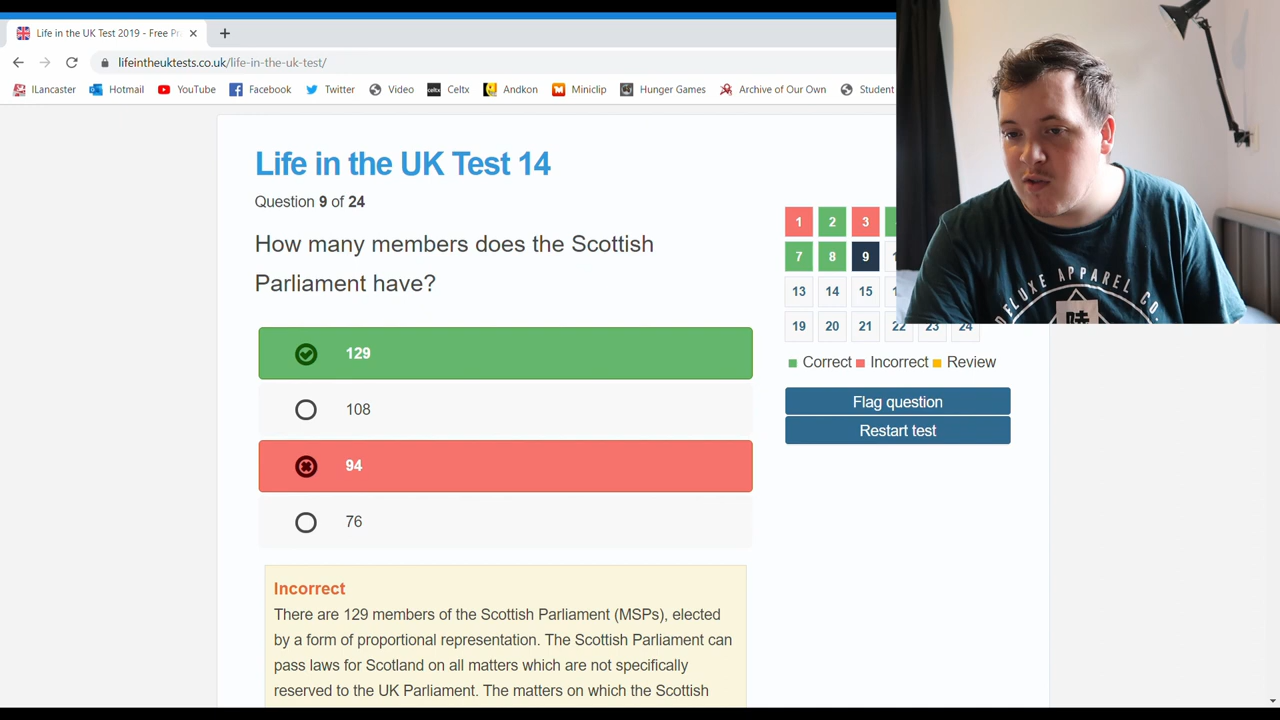 Life in the UK Test 2019 - Free Pr
lifeintheuktests.co.uk/life-in-the-uk-test/
ILancaster
Hotmail
YouTube
Facebook
Twitter
Video
celtx
Celtx
Andkon
Miniclip
Hunger Games
Archive of Our Own
Student
Life in the UK Test 14
Question 9 of 24
How many members does the Scottish
Parliament have?
129
108
94
76
Incorrect
There are 129 members of the Scottish Parliament (MSPs), elected
by a form of proportional representation. The Scottish Parliament can
pass laws for Scotland on all matters which are not specifically
reserved to the UK Parliament. The matters on which the Scottish
1 2 3
7 8 9
13 14 15
19 20 21 22 23 24
Correct Incorrect Review
Flag question
Restart test
DELUXE APPAREL CO.